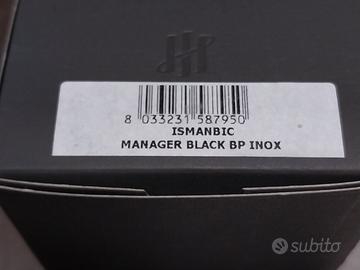 8 033231 587950
ISMANBIC
MANAGER BLACK BP INOX
subito